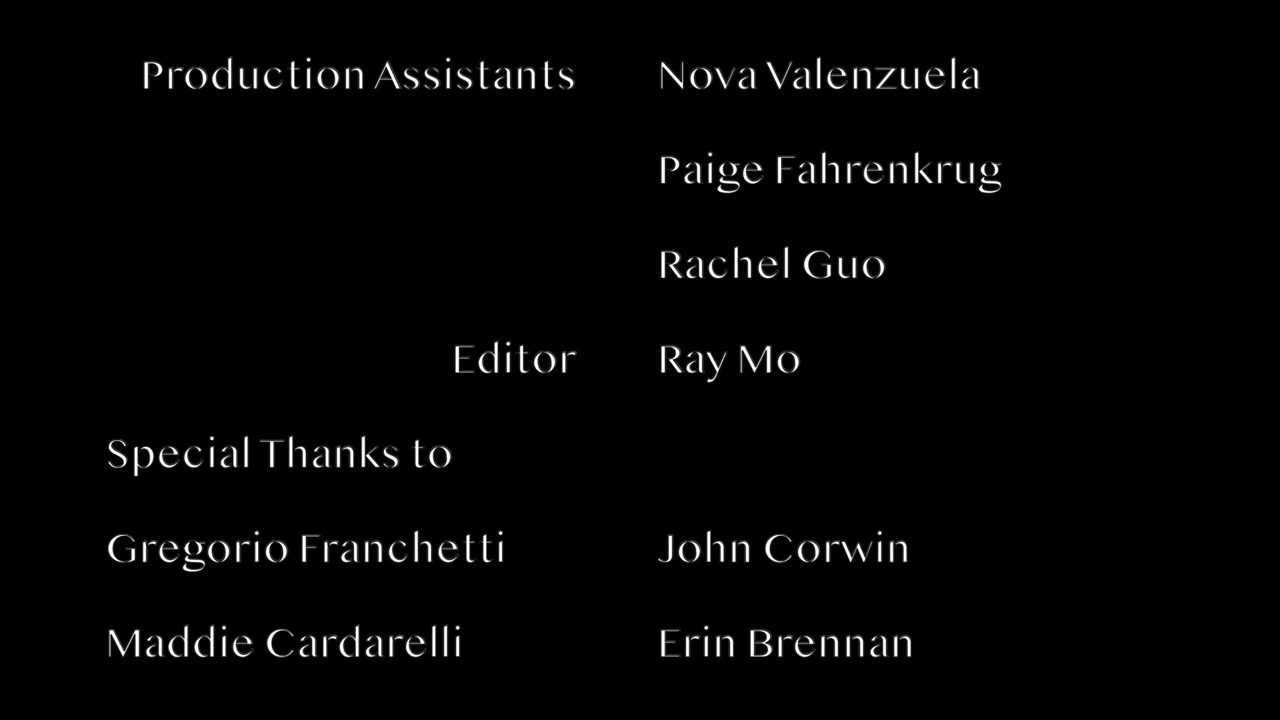 Production Assistants Nova Valenzuela
Paige Fahrenkrug
Rachel Guo
Editor Ray Mo
Special Thanks to
Gregorio Franchetti John Corwin
Maddie Cardarelli Erin Brennan